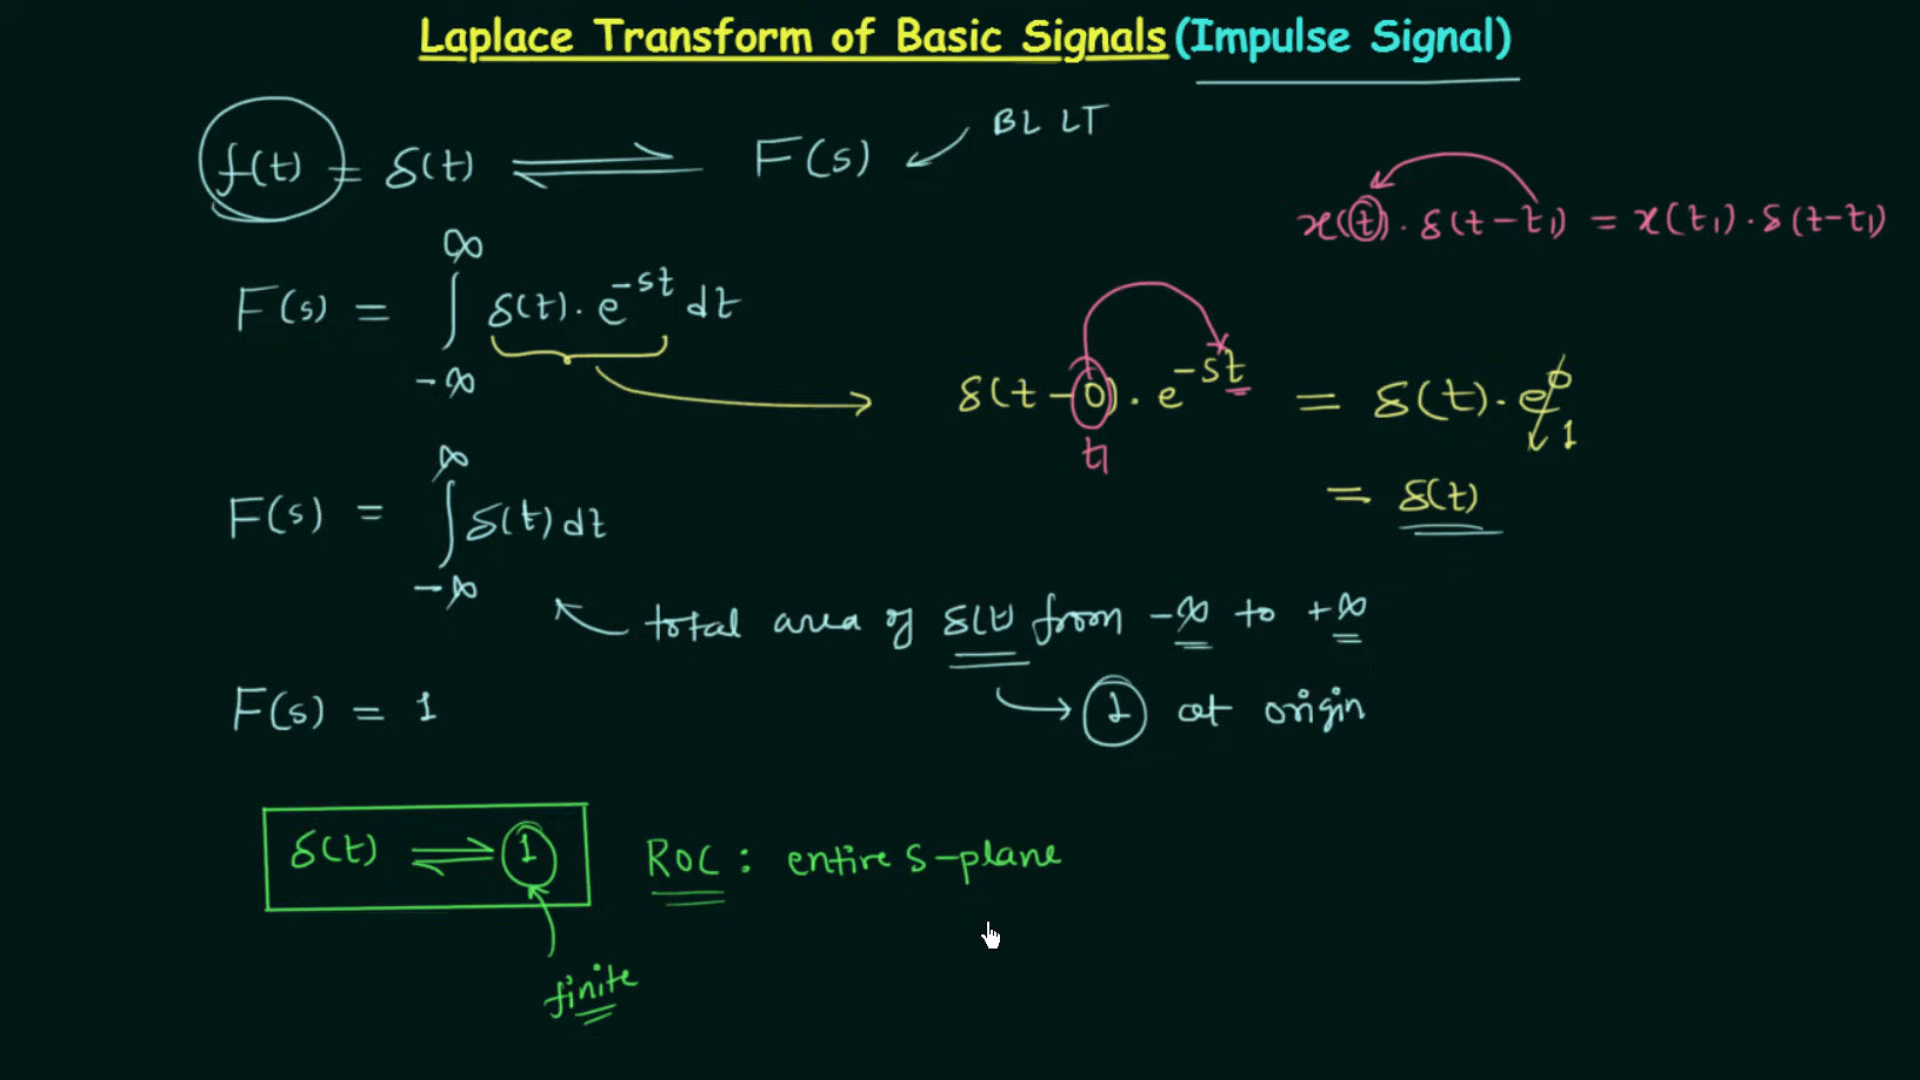 Laplace Transform of Basic Signals (Impulse Signal)
f(t) = δ(t) ⇌ F(s) ↙ BL LT
x(t) · δ(t-t₁) = x(t₁) · δ(t-t₁)
F(s) = ∫_{-∞}^{∞} δ(t) · e^{-st} dt
δ(t-0) · e^{-st} = δ(t) · e^0 1
t₁
= δ(t)
F(s) = ∫_{-∞}^{∞} δ(t) dt
total area of δ(t) from -∞ to +∞
F(s) = 1
→ 1 at origin
δ(t) ⇌ 1 ROC : entire s-plane
finite